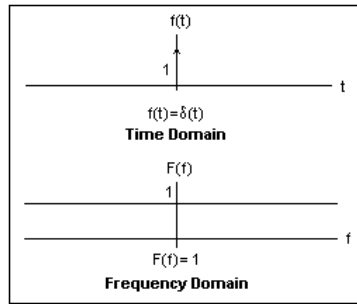 f(t)
1
t
f(t)=δ(t)
Time Domain
F(f)
1
f
F(f)= 1
Frequency Domain